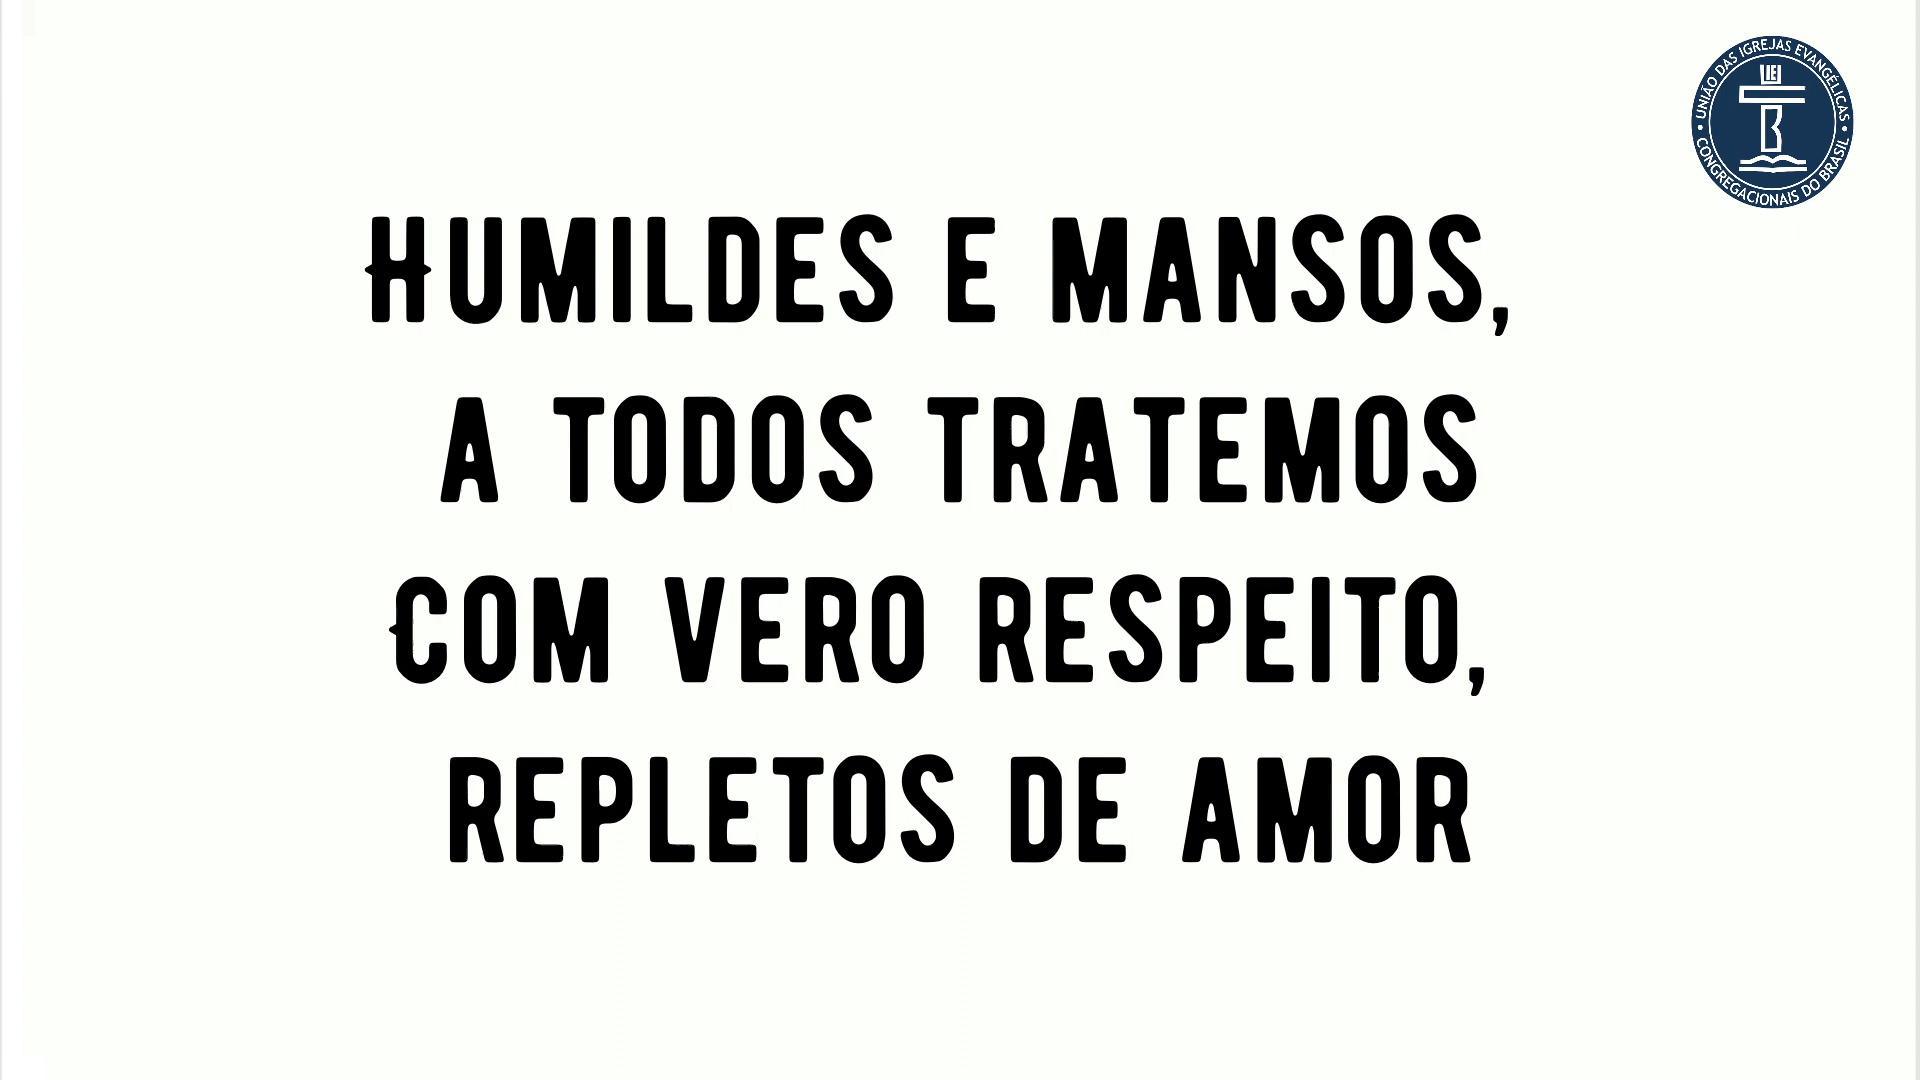 UNIÃO DAS IGREJAS EVANGÉLICAS
CONGREGACIONAIS DO BRASIL
HUMILDES E MANSOS,
A TODOS TRATEMOS
COM VERO RESPEITO,
REPLETOS DE AMOR